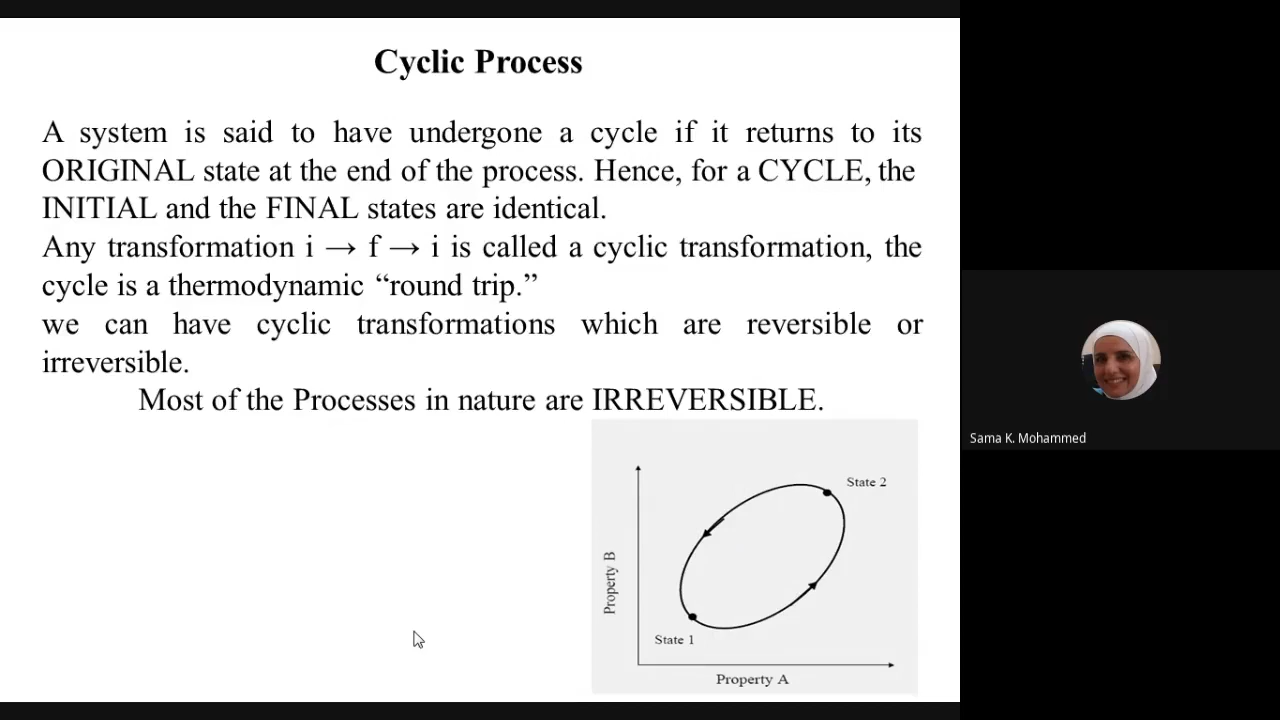 Cyclic Process
A system is said to have undergone a cycle if it returns to its
ORIGINAL state at the end of the process. Hence, for a CYCLE, the
INITIAL and the FINAL states are identical.
Any transformation i → f → i is called a cyclic transformation, the
cycle is a thermodynamic “round trip.”
we can have cyclic transformations which are reversible or
irreversible.
Most of the Processes in nature are IRREVERSIBLE.
State 2
Property B
State 1
Property A
Sama K. Mohammed